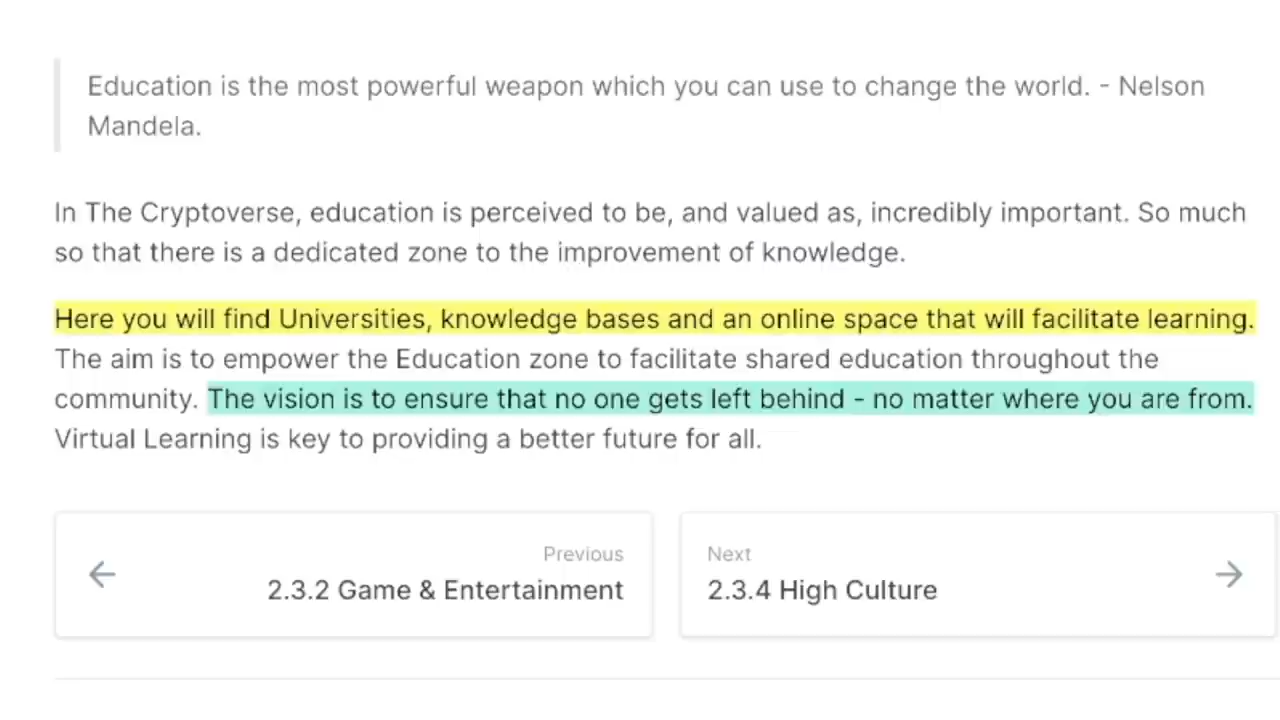 Education is the most powerful weapon which you can use to change the world. - Nelson
Mandela.
In The Cryptoverse, education is perceived to be, and valued as, incredibly important. So much
so that there is a dedicated zone to the improvement of knowledge.
Here you will find Universities, knowledge bases and an online space that will facilitate learning.
The aim is to empower the Education zone to facilitate shared education throughout the
community. The vision is to ensure that no one gets left behind - no matter where you are from.
Virtual Learning is key to providing a better future for all.
Previous
2.3.2 Game & Entertainment
Next
2.3.4 High Culture